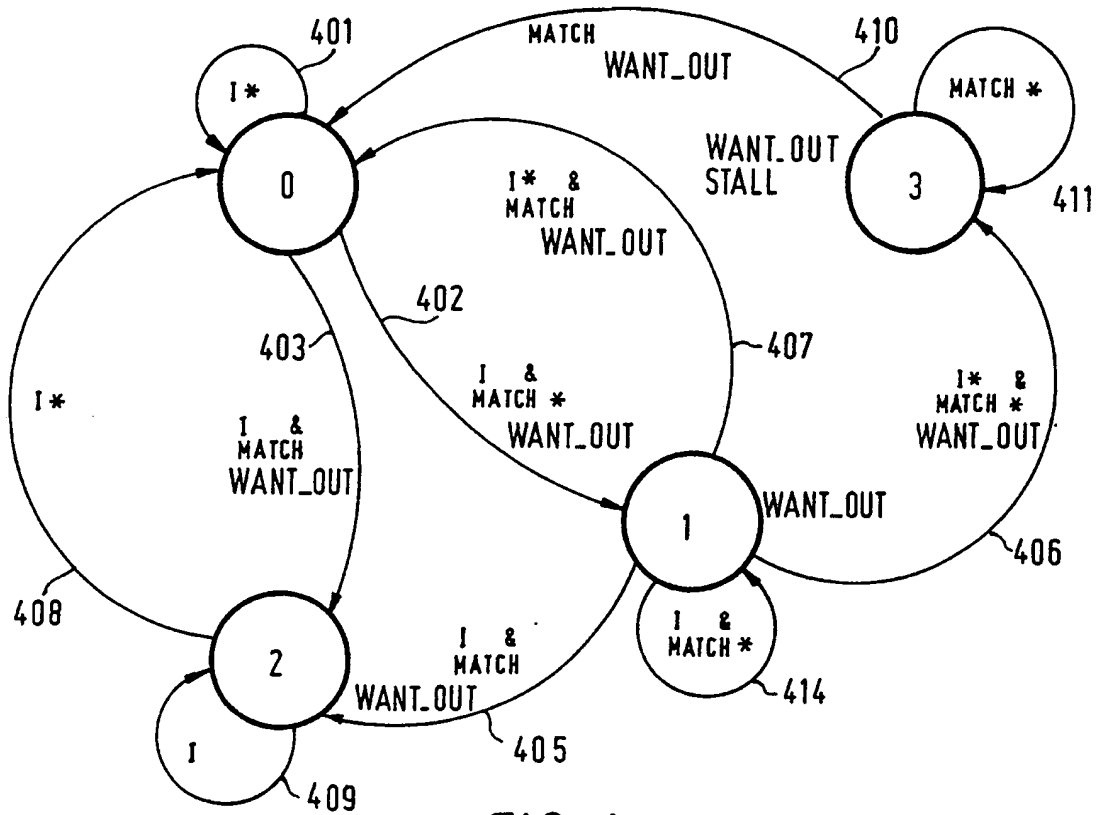 401
I *
0
MATCH
WANT_OUT
410
MATCH *
WANT_OUT
STALL
3
411
I* &
MATCH
WANT_OUT
402
403
407
I *
I &
MATCH *
WANT_OUT
I* &
MATCH *
WANT_OUT
I &
MATCH
WANT_OUT
1
WANT_OUT
406
408
2
I &
MATCH
WANT_OUT
I &
MATCH *
414
405
I
409